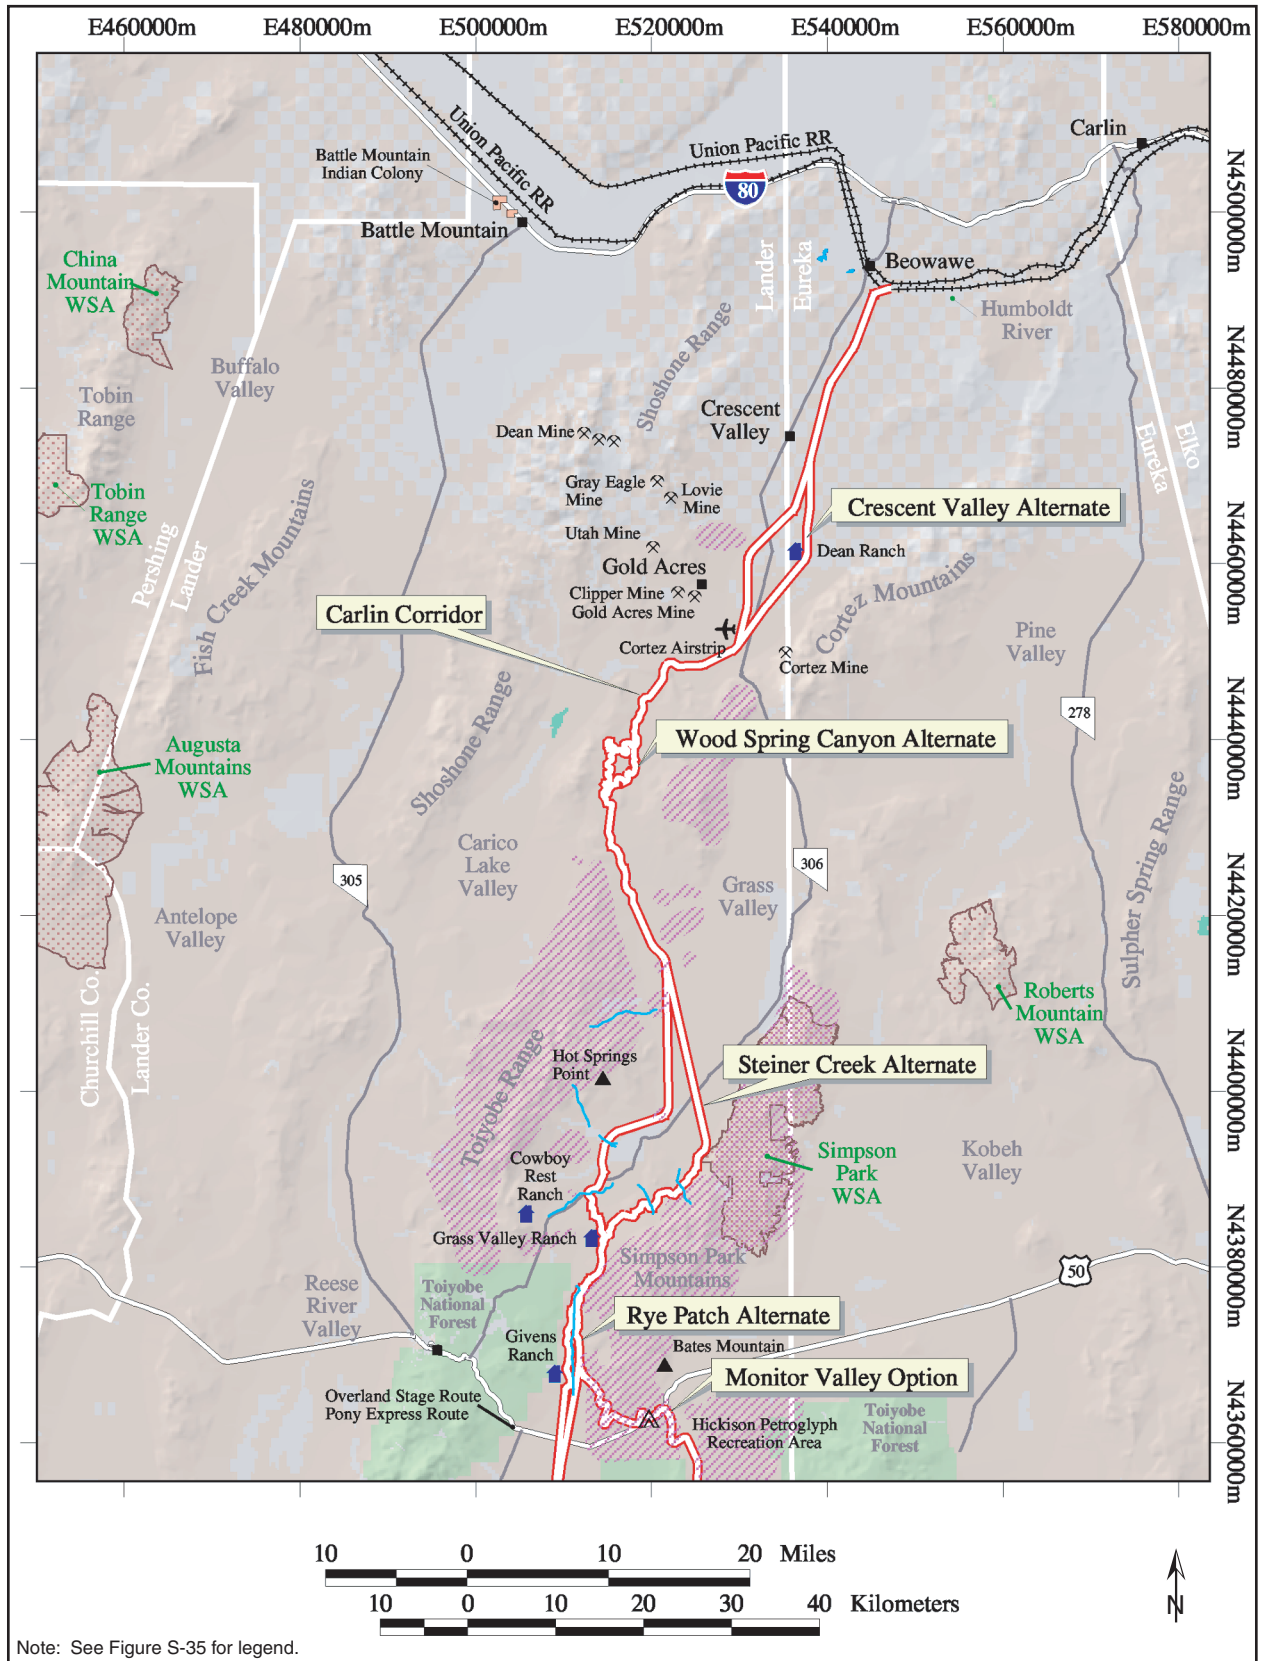 E460000m E480000m E500000m E520000m E540000m E560000m E580000m
Union Pacific RR
Union Pacific RR
Carlin
Battle Mountain
Indian Colony
80
N4500000m
Battle Mountain
China
Mountain
WSA
Lander
Eureka
Beowawe
Humboldt
River
Shoshone Range
Buffalo
Valley
Tobin
Range
N4480000m
Crescent
Valley
Dean Mine
Eureka
Elko
Gray Eagle
Mine
Lovie
Mine
Tobin
Range
WSA
Crescent Valley Alternate
Pershing
Lander
Fish Creek Mountains
Utah Mine
Dean Ranch
N4460000m
Gold Acres
Clipper Mine
Gold Acres Mine
Cortez Mountains
Carlin Corridor
Cortez Airstrip
Cortez Mine
Pine
Valley
278
Shoshone Range
Wood Spring Canyon Alternate
N4440000m
Augusta
Mountains
WSA
Sulpher Spring Range
Carico
Lake
Valley
305
306
Grass
Valley
Antelope
Valley
N4420000m
Churchill Co.
Lander Co.
Roberts
Mountain
WSA
Toiyobe Range
Hot Springs
Point
Steiner Creek Alternate
N4400000m
Cowboy
Rest
Ranch
Simpson
Park
WSA
Kobeh
Valley
Grass Valley Ranch
Simpson Park
Mountains
N4380000m
50
Reese
River
Valley
Toiyobe
National
Forest
Rye Patch Alternate
Givens
Ranch
Bates Mountain
Monitor Valley Option
Overland Stage Route
Pony Express Route
Hickison Petroglyph
Recreation Area
Toiyobe
National
Forest
N4360000m
10 0 10 20 Miles
10 0 10 20 30 40 Kilometers
N
Note: See Figure S-35 for legend.